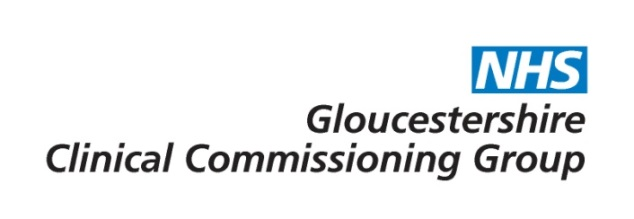 NHS
Gloucestershire
Clinical Commissioning Group